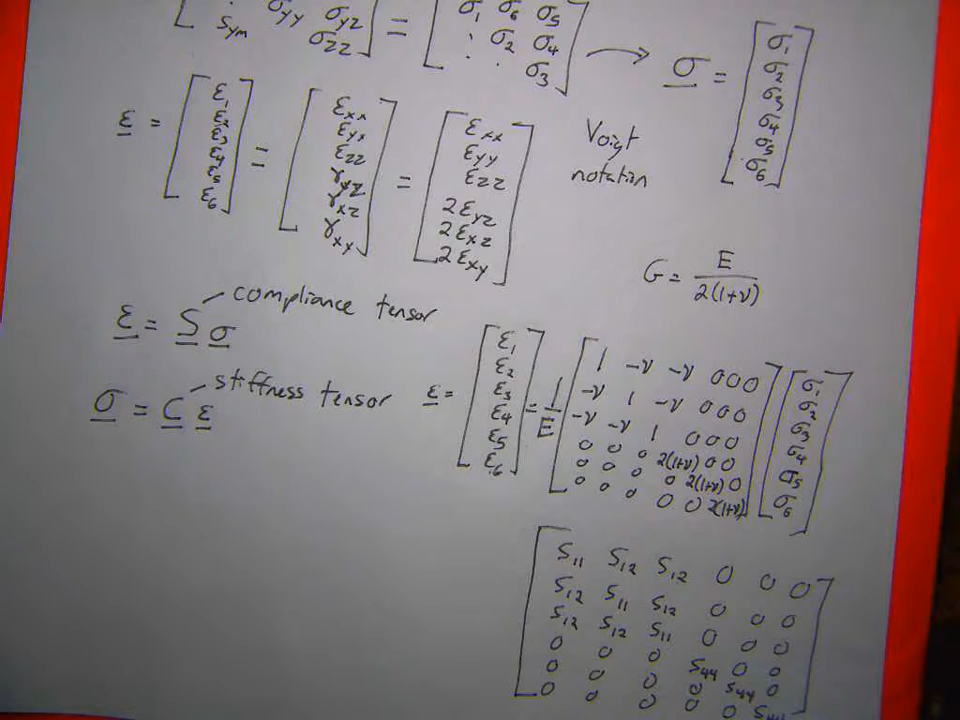 [ . σyy σyz ; sym σzz ] = [ σ1 σ6 σ5 ; . σ2 σ4 ; . . σ3 ] → σ = [ σ1 ; σ2 ; σ3 ; σ4 ; σ5 ; σ6 ]
ε = [ ε1 ; ε2 ; ε3 ; ε4 ; ε5 ; ε6 ] = [ εxx ; εyx ; εzz ; γyz ; γxz ; γxy ] = [ εxx ; εyy ; εzz ; 2εyz ; 2εxz ; 2εxy ]
Voigt
notation
G = E / 2(1+ν)
ε = S σ
compliance tensor
σ = C ε
stiffness tensor
ε = [ ε1 ; ε2 ; ε3 ; ε4 ; ε5 ; ε6 ] = 1/E [ 1 -ν -ν 0 0 0 ; -ν 1 -ν 0 0 0 ; -ν -ν 1 0 0 0 ; 0 0 0 2(1+ν) 0 0 ; 0 0 0 0 2(1+ν) 0 ; 0 0 0 0 0 2(1+ν) ] [ σ1 ; σ2 ; σ3 ; σ4 ; σ5 ; σ6 ]
S11 S12 S12 0 0 0
S12 S11 S12 0 0 0
S12 S12 S11 0 0 0
0 0 0 S44 0 0
0 0 0 0 S44 0
0 0 0 0 0 S44